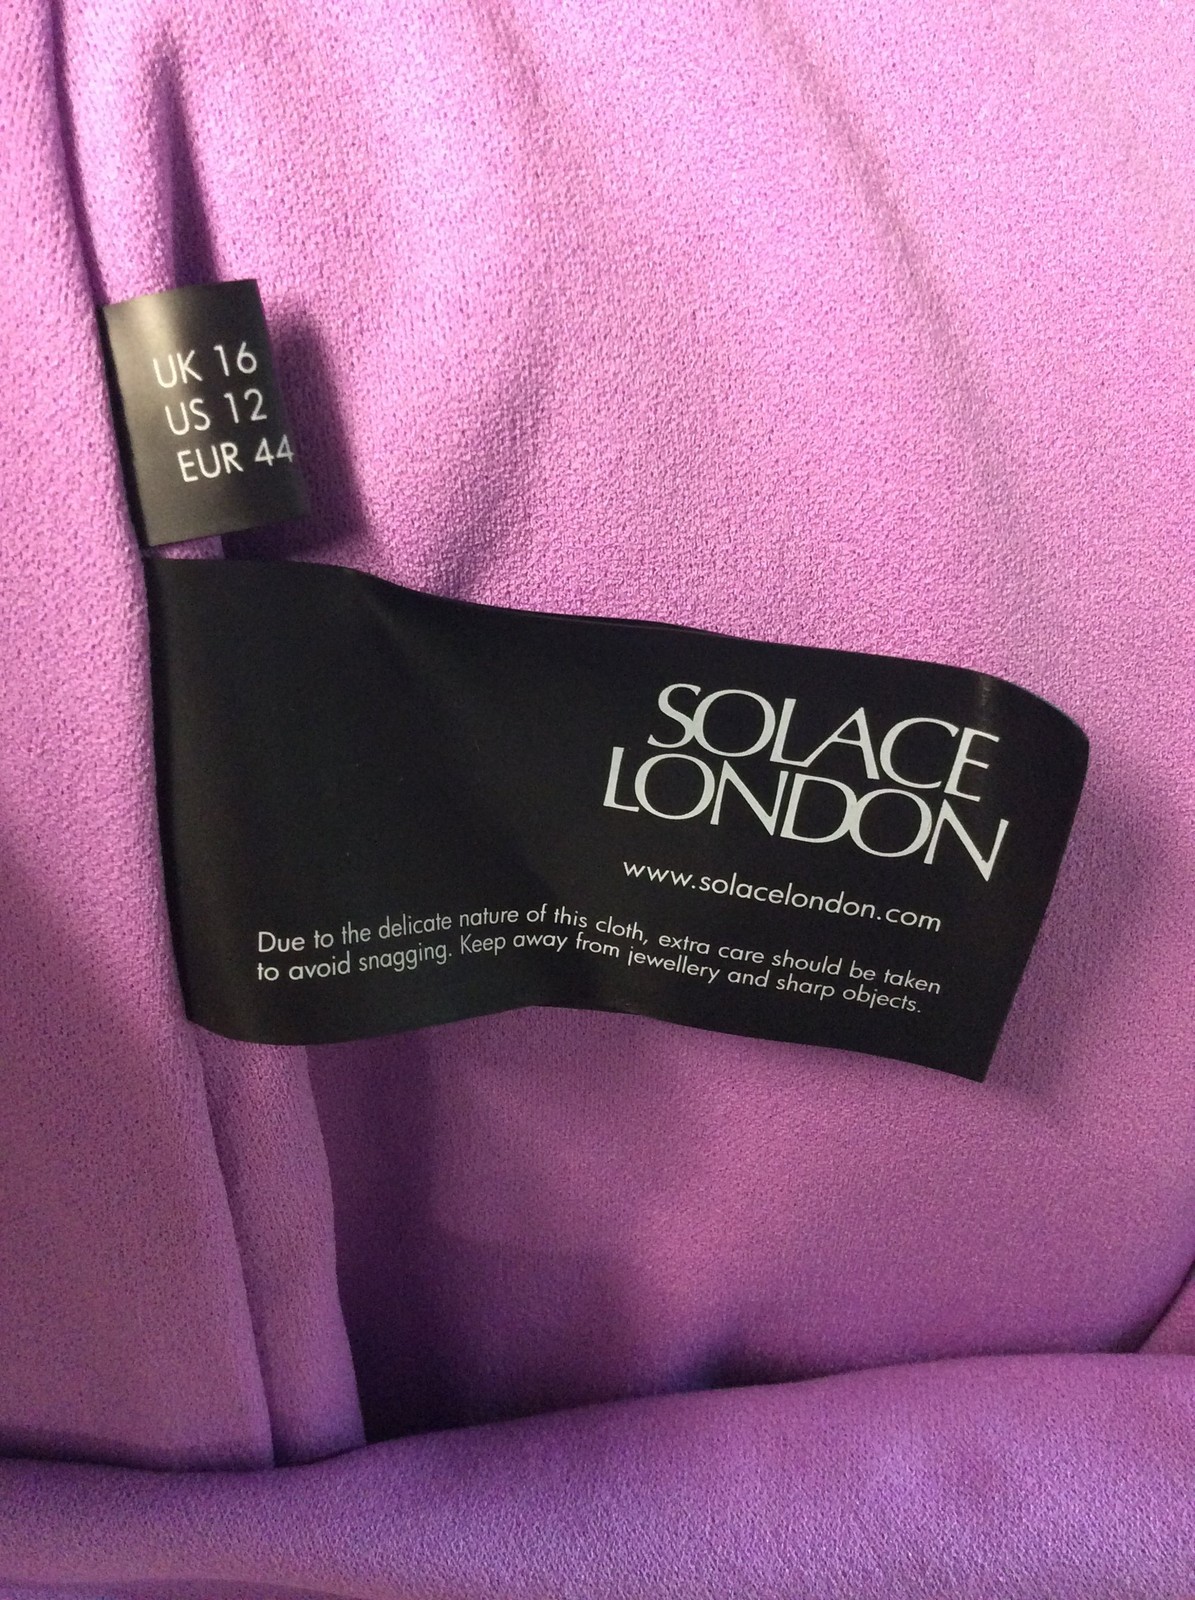 UK 16
US 12
EUR 44
SOLACE
LONDON
www.solacelondon.com
Due to the delicate nature of this cloth, extra care should be taken
to avoid snagging. Keep away from jewellery and sharp objects.